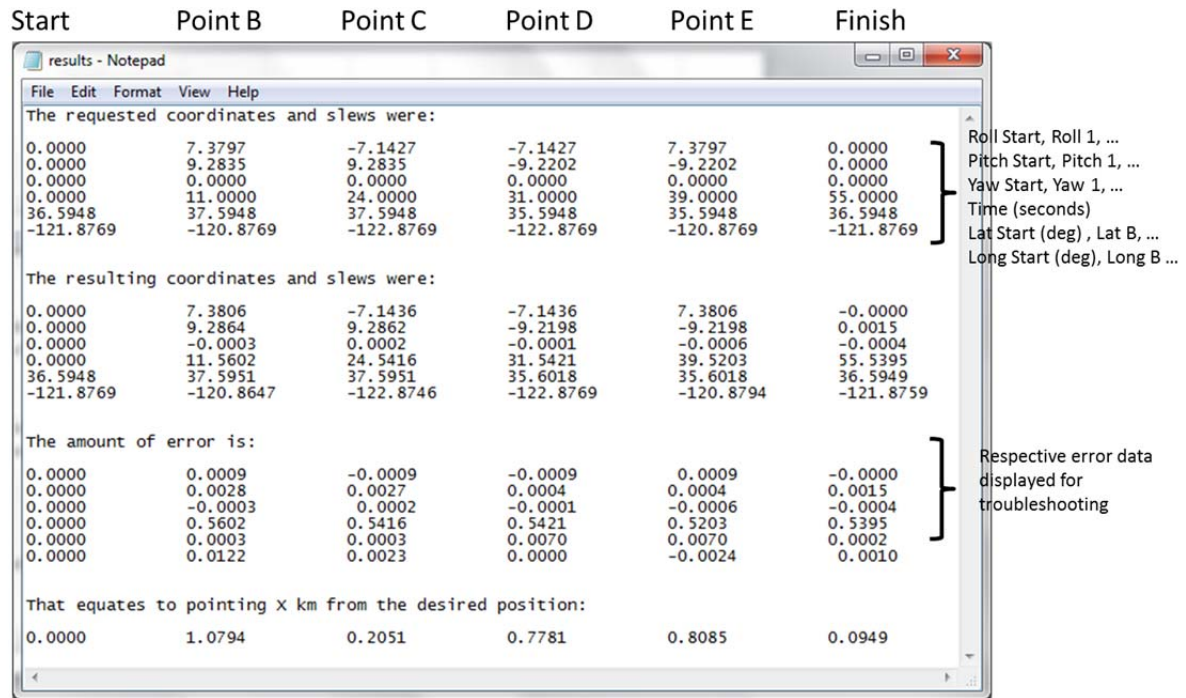 Start Point B Point C Point D Point E Finish
results - Notepad
File Edit Format View Help
The requested coordinates and slews were:
0.0000 7.3797 -7.1427 -7.1427 7.3797 0.0000
9.2835 9.2835 -9.2202 -9.2202 0.0000
0.0000 0.0000 0.0000 0.0000 0.0000 0.0000
0.0000 11.0000 24.0000 31.0000 39.0000 55.0000
36.5948 37.5948 37.5948 35.5948 35.5948 36.5948
-121.8769 -120.8769 -122.8769 -122.8769 -120.8769 -121.8769
Roll Start, Roll 1, ...
Pitch Start, Pitch 1, ...
Yaw Start, Yaw 1, ...
Time (seconds)
Lat Start (deg) , Lat B, ...
Long Start (deg), Long B ...
The resulting coordinates and slews were:
0.0000 7.3806 -7.1436 -7.1436 7.3806 -0.0000
0.0000 9.2864 9.2862 -9.2198 -9.2198 0.0015
0.0000 -0.0003 0.0002 -0.0001 -0.0006 -0.0004
0.0000 11.5602 24.5416 31.5421 39.5203 55.5395
36.5948 37.5951 37.5951 35.6018 35.6018 36.5949
-121.8769 -120.8647 -122.8746 -122.8769 -120.8794 -121.8759
The amount of error is:
0.0000 0.0009 -0.0009 -0.0009 0.0009 -0.0000
0.0000 0.0028 0.0027 0.0004 0.0004 0.0015
0.0000 -0.0003 0.0002 -0.0001 -0.0006 -0.0004
0.0000 0.5602 0.5416 0.5421 0.5203 0.5395
0.0000 0.0003 0.0003 0.0070 0.0070 0.0002
0.0000 0.0122 0.0023 0.0000 -0.0024 0.0010
Respective error data
displayed for
troubleshooting
That equates to pointing X km from the desired position:
0.0000 1.0794 0.2051 0.7781 0.8085 0.0949